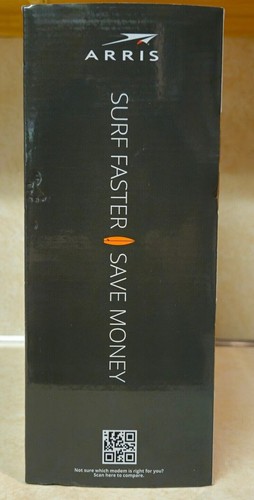 ARRIS
SURF FASTER SAVE MONEY
Not sure which modem is right for you?
Scan here to compare.